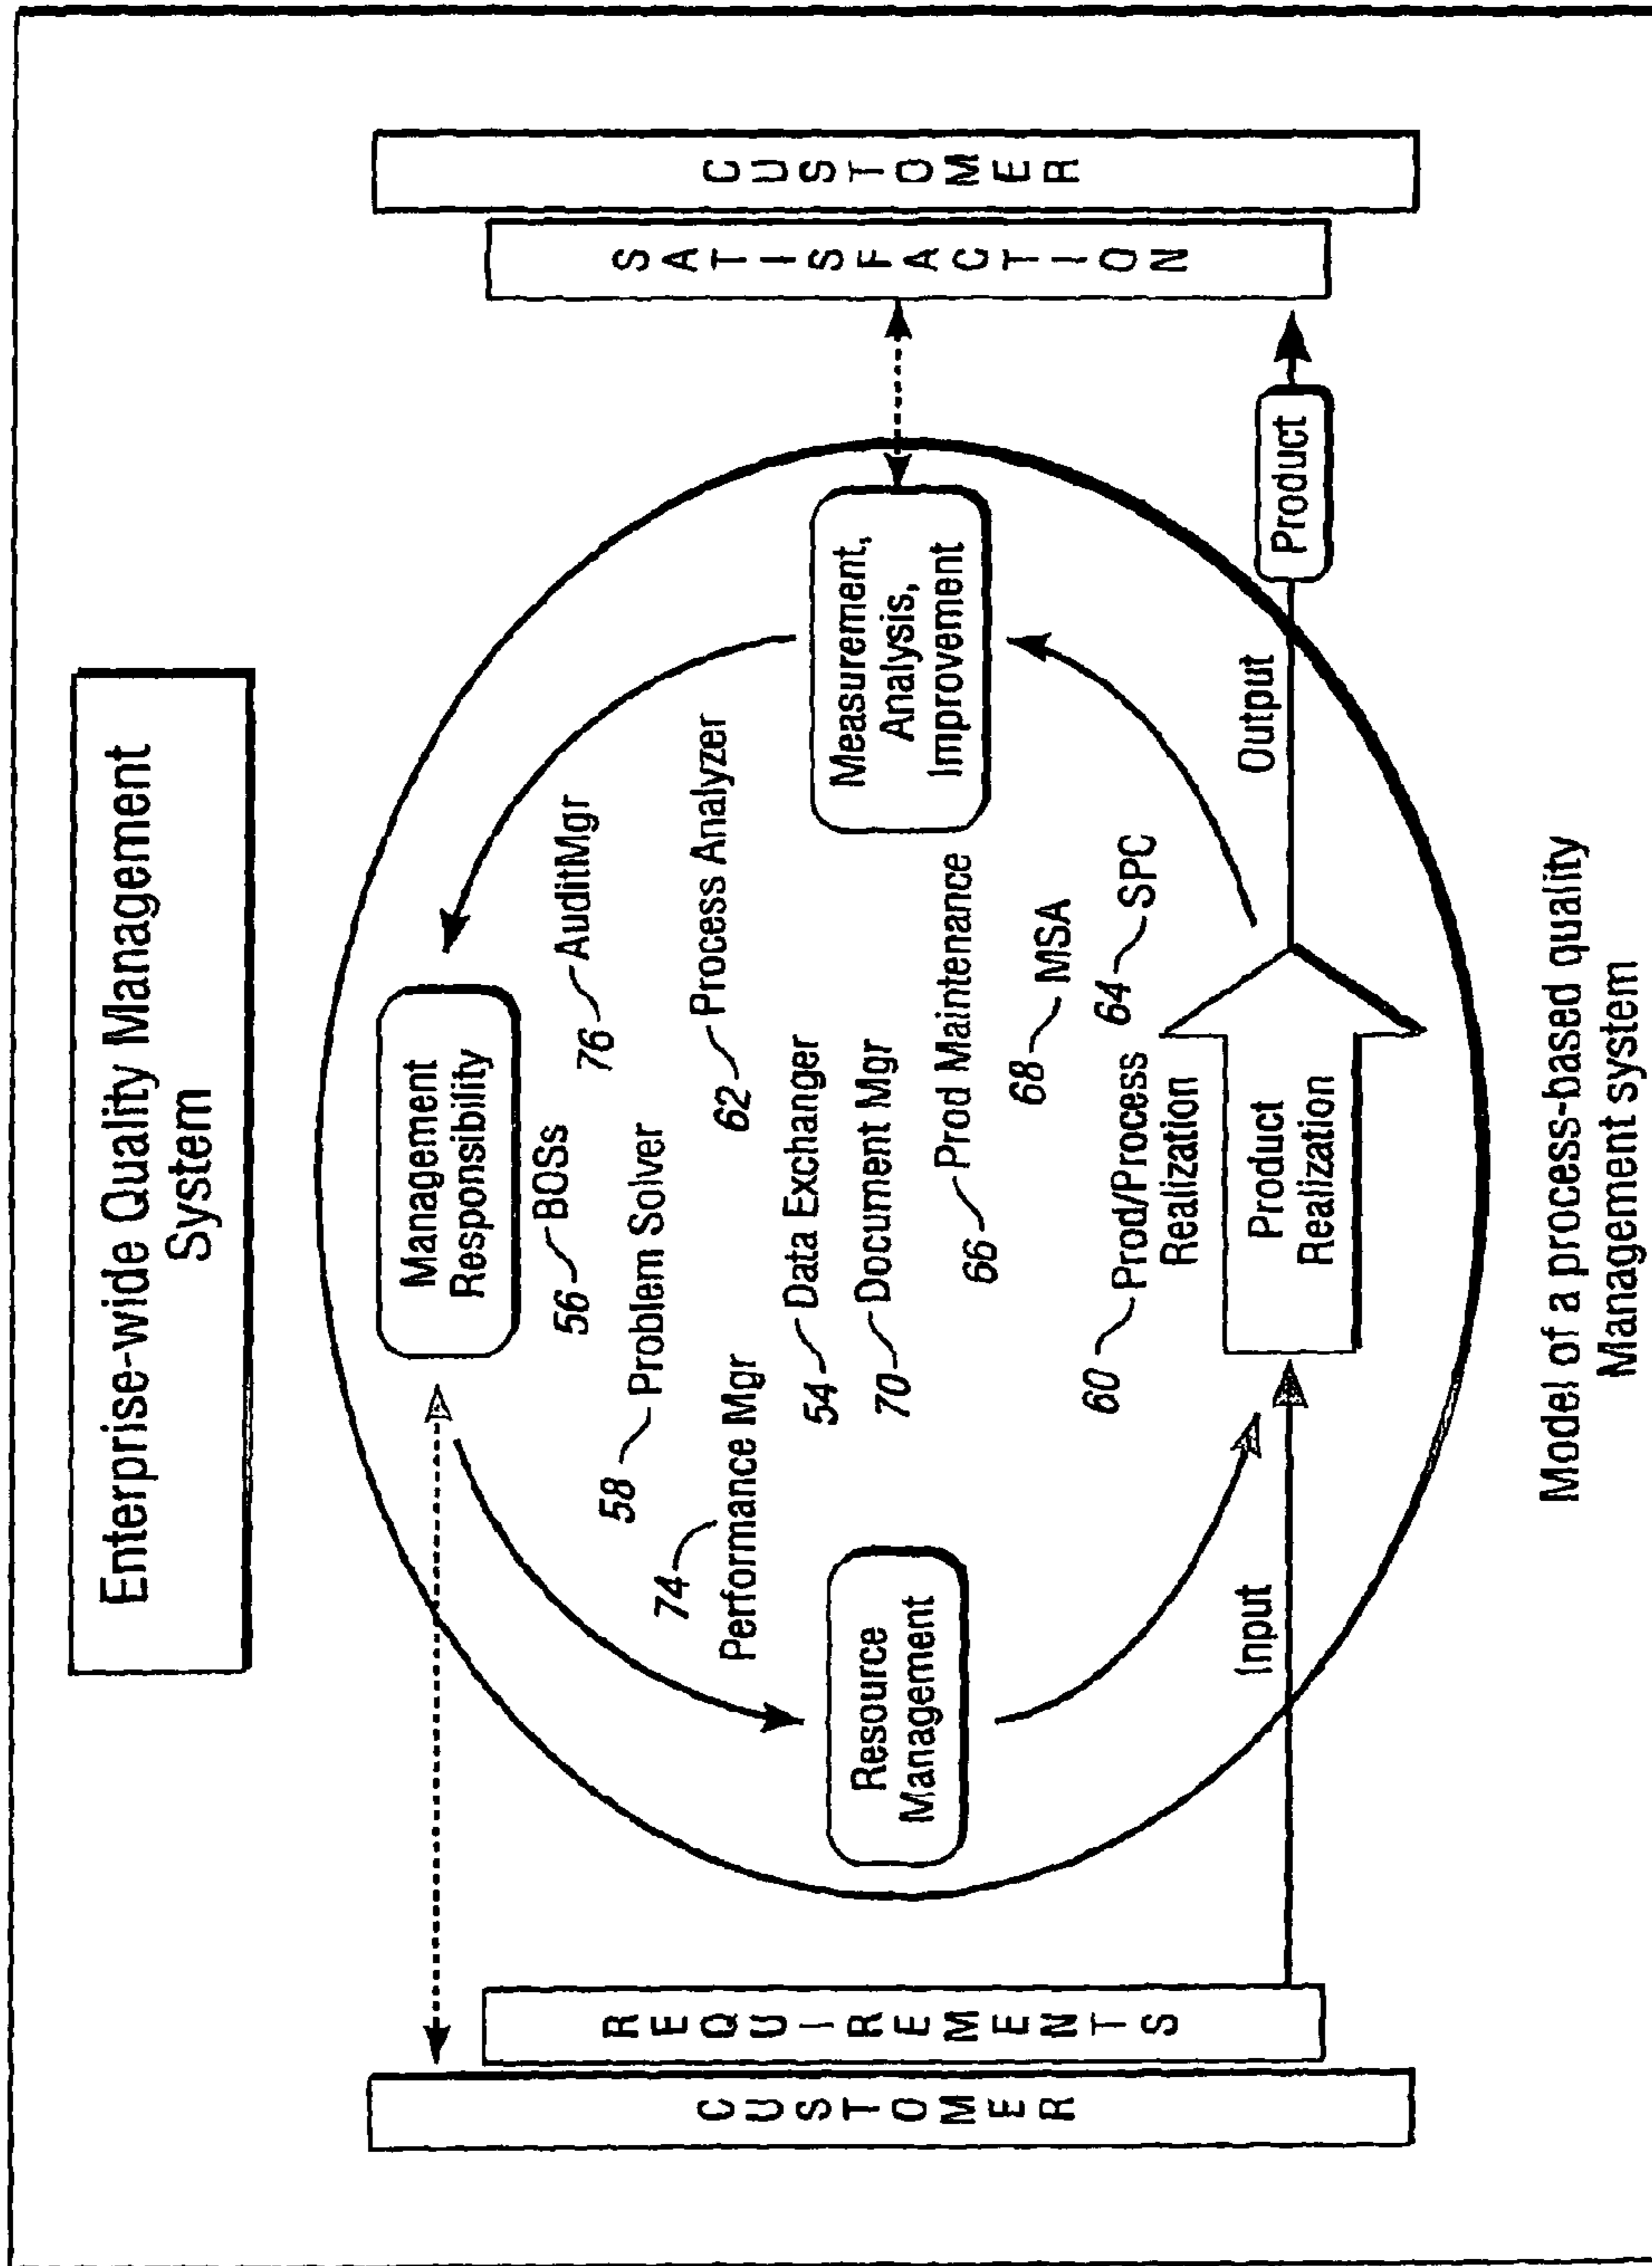 Enterprise-wide Quality Management
System
CUSTOMER
REQUIREMENTS
Management
Responsibility
56 BOSs
76 AuditMgr
58 Problem Solver
74
Performance Mgr
62 Process Analyzer
54 Data Exchanger
70 Document Mgr
Resource
Management
Measurement,
Analysis,
Improvement
66 Prod Maintenance
68 MSA
64 SPC
60 Prod/Process
Realization
Input
Product
Realization
Output
Product
SATISFACTION
CUSTOMER
Model of a process-based quality
Management system